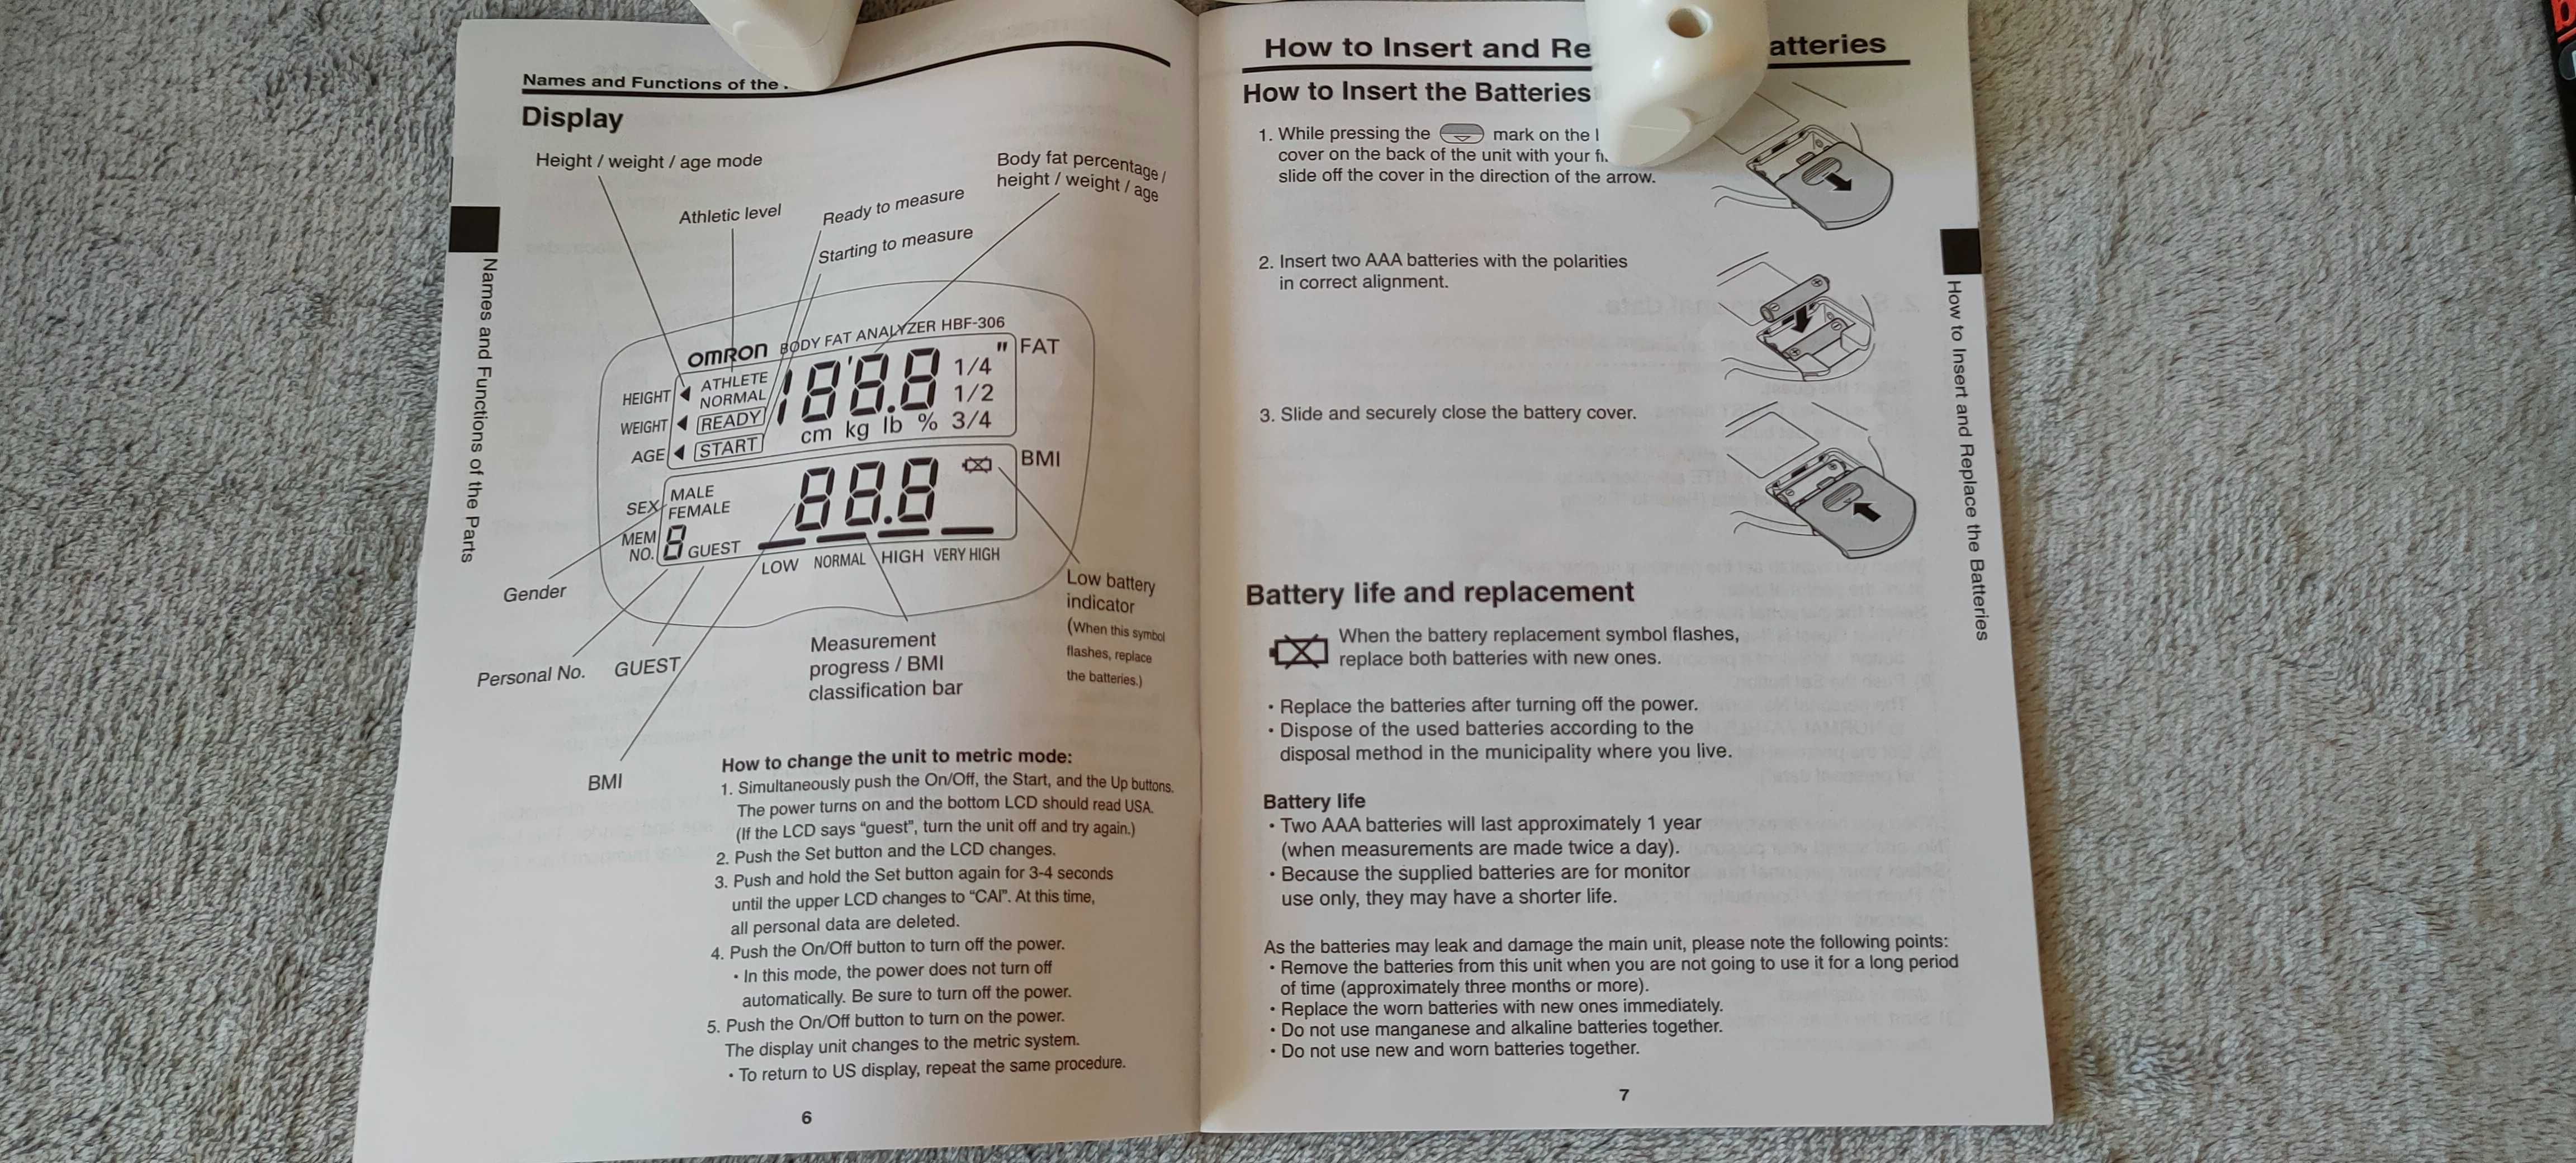 Names and Functions of the
Display
Height / weight / age mode
Athletic level
Ready to measure
Starting to measure
Body fat percentage /
height / weight / age
OMRON BODY FAT ANALYZER HBF-306
HEIGHT
WEIGHT
AGE
ATHLETE
NORMAL
READY
START
188.8
1/4" FAT
1/2
3/4
cm kg lb %
BMI
88.8
SEX
MALE
FEMALE
MEM
NO. 8 GUEST
LOW NORMAL HIGH VERY HIGH
Gender
Personal No.
GUEST
BMI
Measurement
progress / BMI
classification bar
Low battery
indicator
(When this symbol
flashes, replace
the batteries.)
How to change the unit to metric mode:
1. Simultaneously push the On/Off, the Start, and the Up buttons.
The power turns on and the bottom LCD should read USA.
(If the LCD says “guest”, turn the unit off and try again.)
2. Push the Set button and the LCD changes.
3. Push and hold the Set button again for 3-4 seconds
until the upper LCD changes to “CAl”. At this time,
all personal data are deleted.
4. Push the On/Off button to turn off the power.
• In this mode, the power does not turn off
automatically. Be sure to turn off the power.
5. Push the On/Off button to turn on the power.
The display unit changes to the metric system.
• To return to US display, repeat the same procedure.
6
Names and Functions of the Parts
How to Insert and Re atteries
How to Insert the Batteries
1. While pressing the mark on the
cover on the back of the unit with your
slide off the cover in the direction of the arrow.
2. Insert two AAA batteries with the polarities
in correct alignment.
3. Slide and securely close the battery cover.
Battery life and replacement
When the battery replacement symbol flashes,
replace both batteries with new ones.
• Replace the batteries after turning off the power.
• Dispose of the used batteries according to the
disposal method in the municipality where you live.
Battery life
• Two AAA batteries will last approximately 1 year
(when measurements are made twice a day).
• Because the supplied batteries are for monitor
use only, they may have a shorter life.
As the batteries may leak and damage the main unit, please note the following points:
• Remove the batteries from this unit when you are not going to use it for a long period
of time (approximately three months or more).
• Replace the worn batteries with new ones immediately.
• Do not use manganese and alkaline batteries together.
• Do not use new and worn batteries together.
7
How to Insert and Replace the Batteries